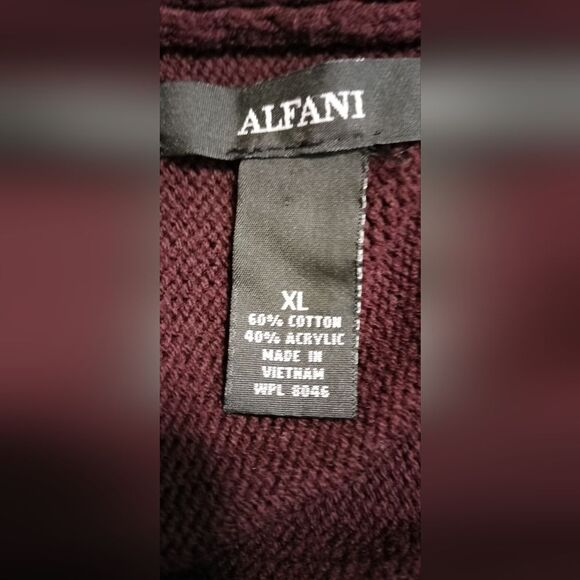 ALFANI
XL
60% COTTON
40% ACRYLIC
MADE IN
VIETNAM
WPL 8046